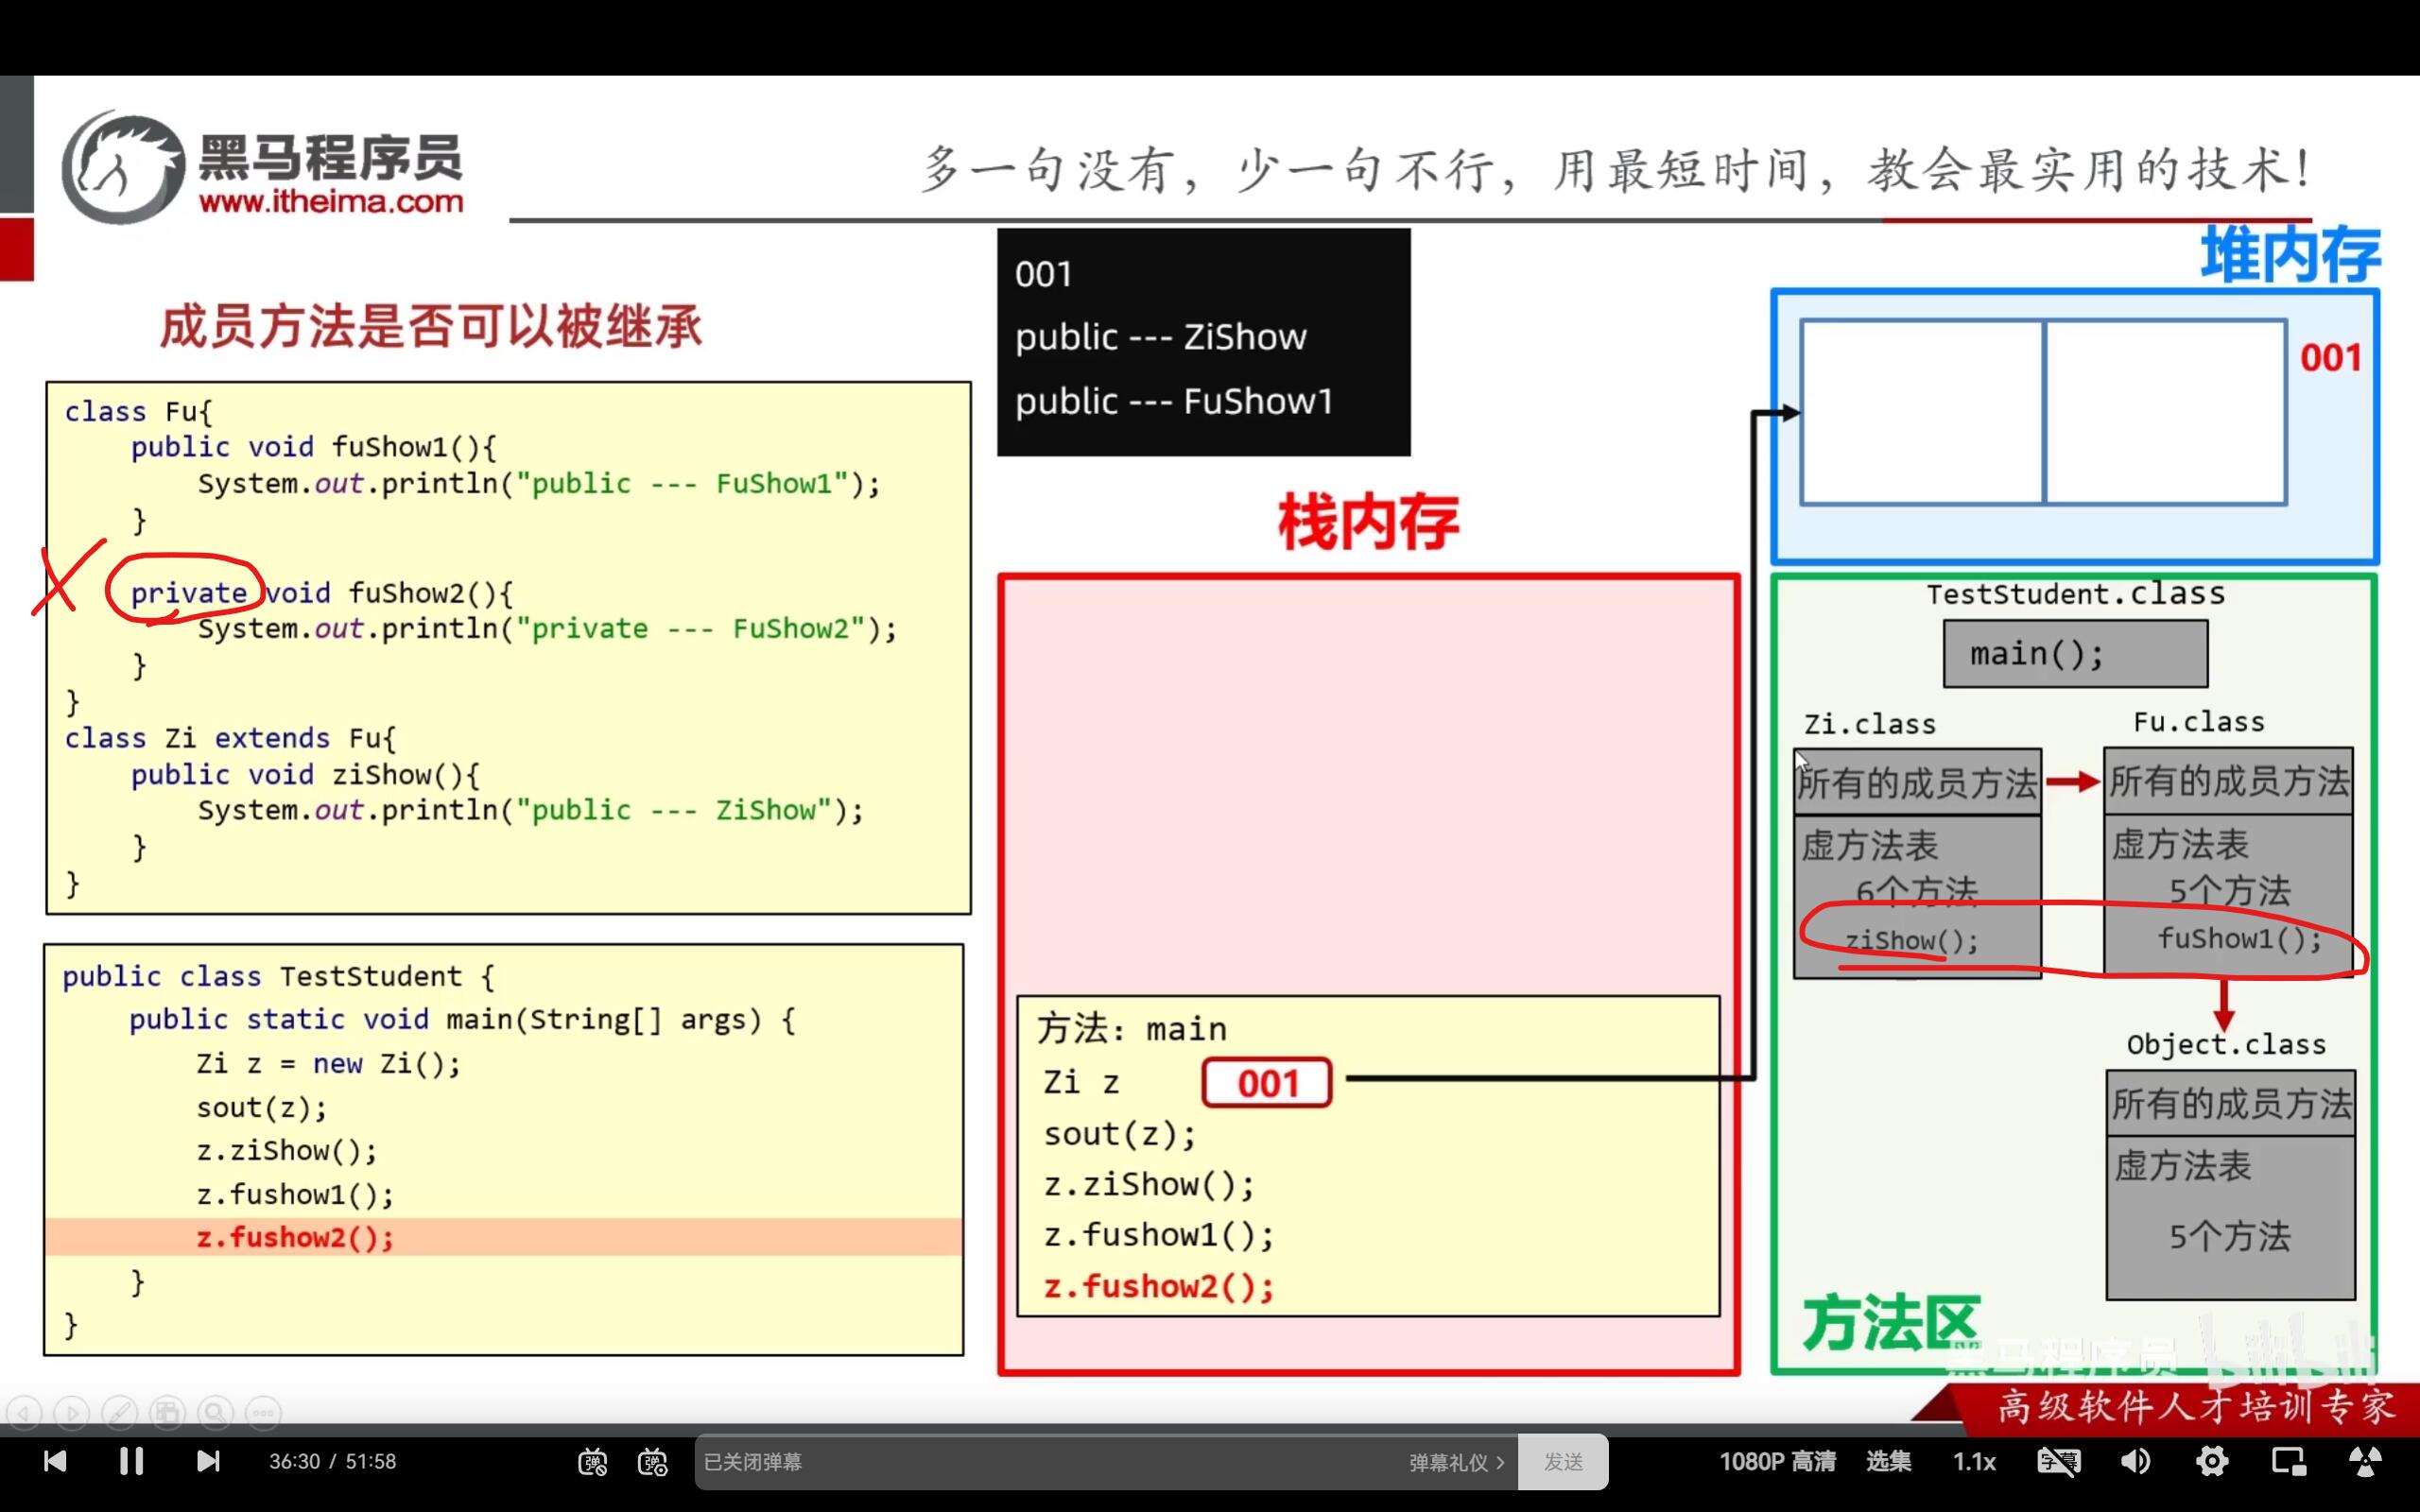 黑马程序员
www.itheima.com
多一句没有，少一句不行，用最短时间，教会最实用的技术！
成员方法是否可以被继承
class Fu{
public void fuShow1(){
System.out.println("public --- FuShow1");
}
private void fuShow2(){
System.out.println("private --- FuShow2");
}
}
class Zi extends Fu{
public void ziShow(){
System.out.println("public --- ZiShow");
}
}
public class TestStudent {
public static void main(String[] args) {
Zi z = new Zi();
sout(z);
z.ziShow();
z.fushow1();
z.fushow2();
}
}
001
public --- ZiShow
public --- FuShow1
栈内存
方法：main
Zi z 001
sout(z);
z.ziShow();
z.fushow1();
z.fushow2();
堆内存
001
TestStudent.class
main();
Zi.class
所有的成员方法
虚方法表
6个方法
ziShow();
Fu.class
所有的成员方法
虚方法表
5个方法
fuShow1();
Object.class
所有的成员方法
虚方法表
5个方法
方法区
黑马程序员 bilibili
高级软件人才培训专家
36:30 / 51:58
已关闭弹幕
弹幕礼仪 >
发送
1080P 高清
选集
1.1x
字幕